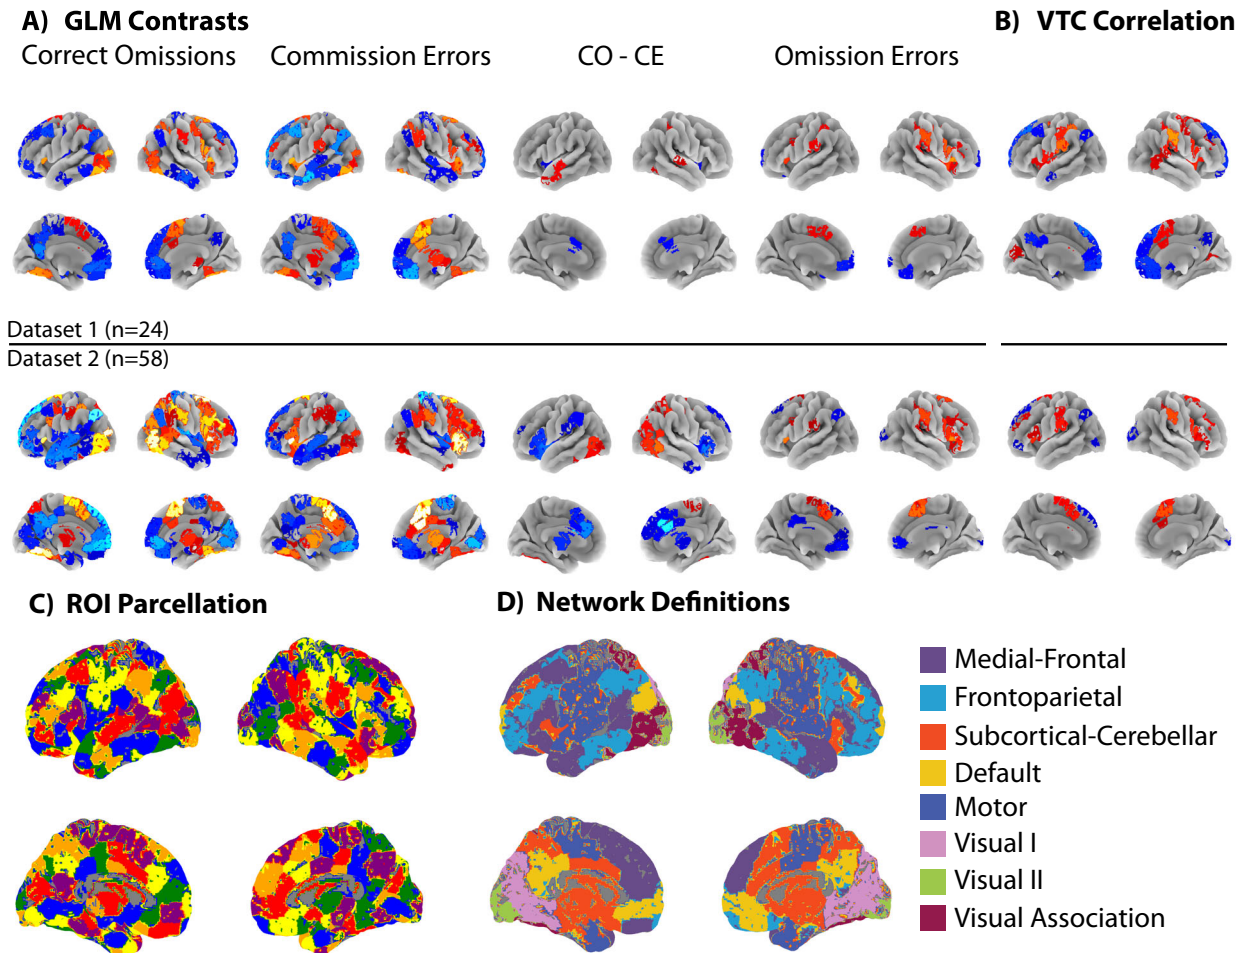 A) GLM Contrasts
B) VTC Correlation
Correct Omissions
Commission Errors
CO - CE
Omission Errors
Dataset 1 (n=24)
Dataset 2 (n=58)
C) ROI Parcellation
D) Network Definitions
Medial-Frontal
Frontoparietal
Subcortical-Cerebellar
Default
Motor
Visual I
Visual II
Visual Association